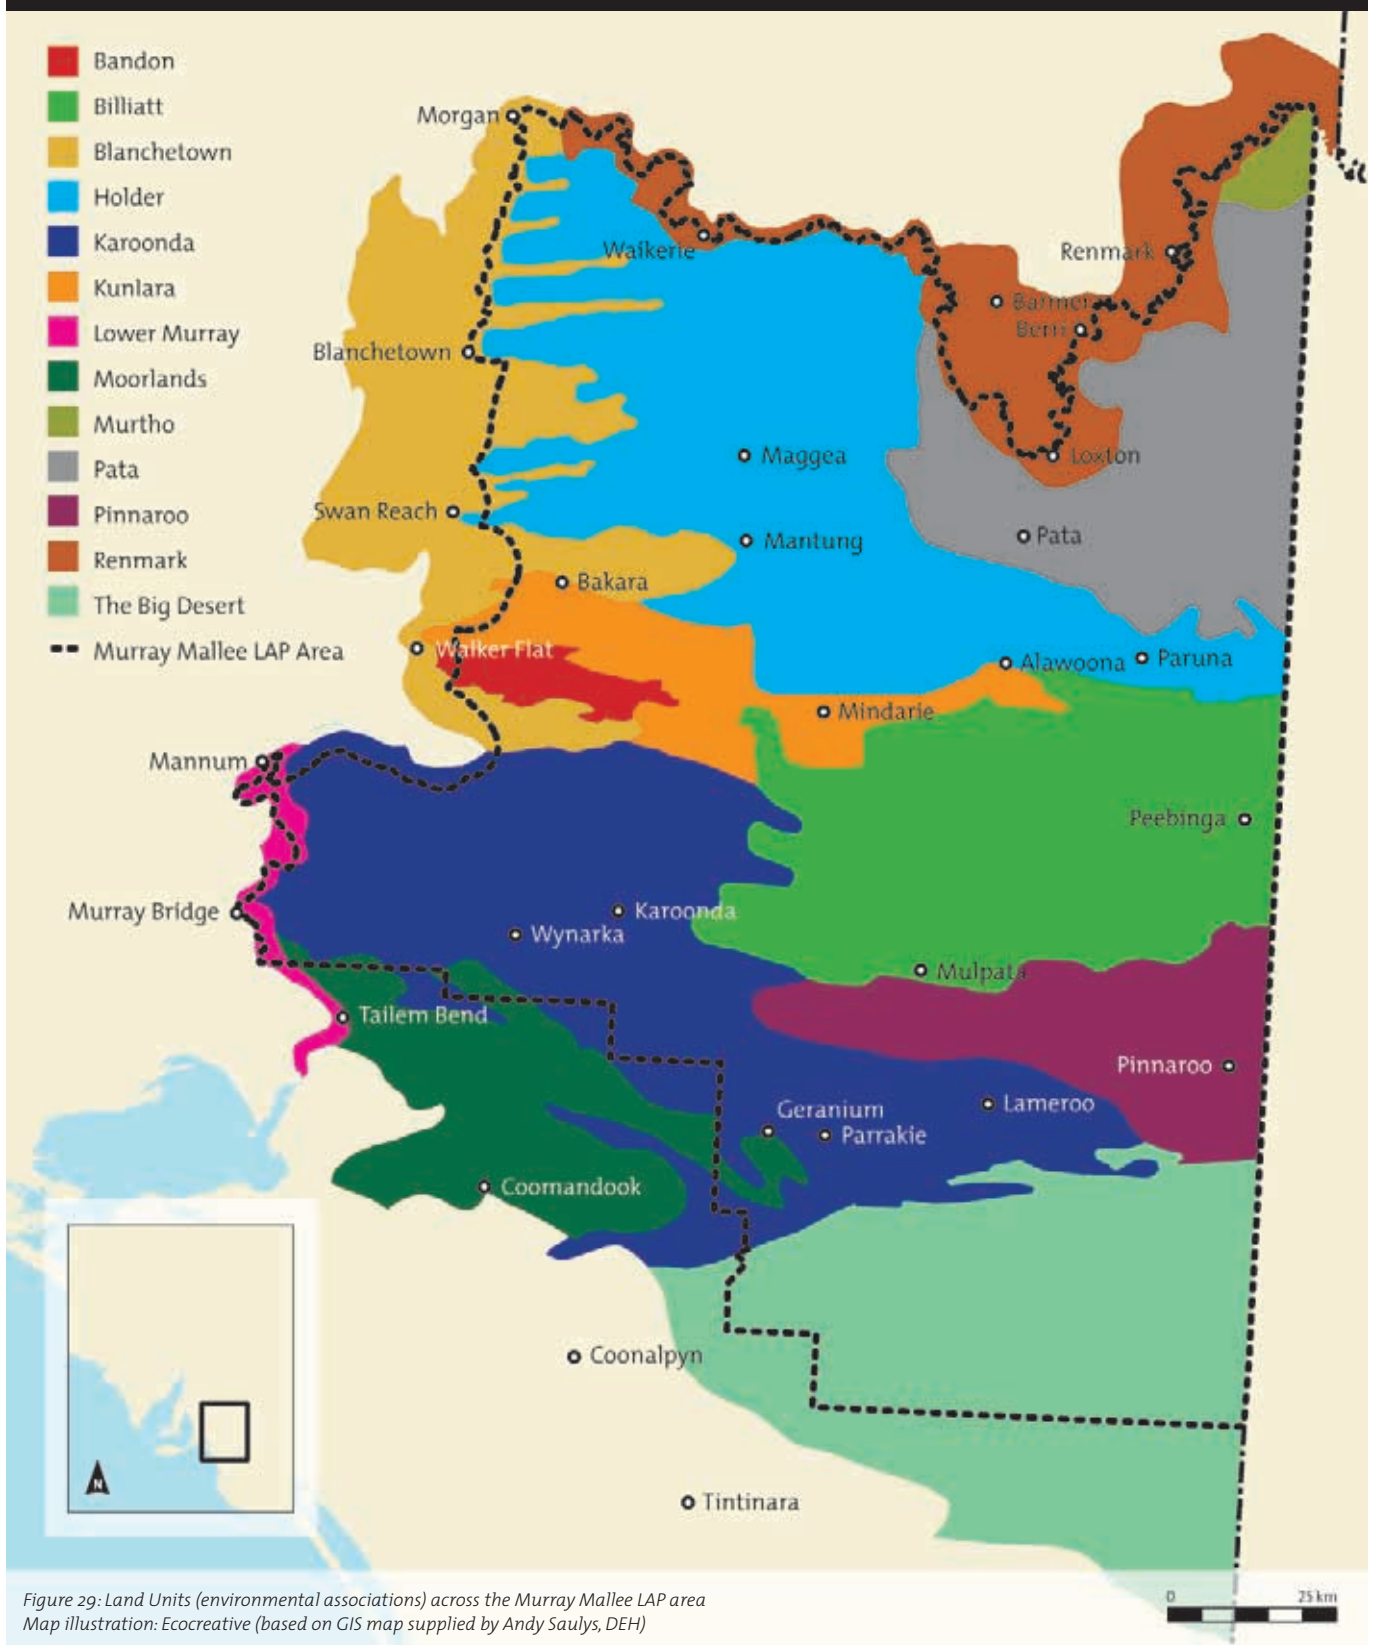 Bandon
Billiatt
Blanchetown
Holder
Karoonda
Kunlara
Lower Murray
Moorlands
Murtho
Pata
Pinnaroo
Renmark
The Big Desert
Murray Mallee LAP Area
Morgan
Waikerie
Renmark
Barmera
Berri
Blanchetown
Maggea
Loxton
Swan Reach
Mantung
Pata
Bakara
Walker Flat
Alawoona
Paruna
Mindarie
Mannum
Peebinga
Murray Bridge
Karoonda
Wynarka
Mulpata
Tailem Bend
Pinnaroo
Lameroo
Geranium
Parrakie
Coomandook
Coonalpyn
Tintinara
N
0 25 km
Figure 29: Land Units (environmental associations) across the Murray Mallee LAP area
Map illustration: Ecocreative (based on GIS map supplied by Andy Saulys, DEH)